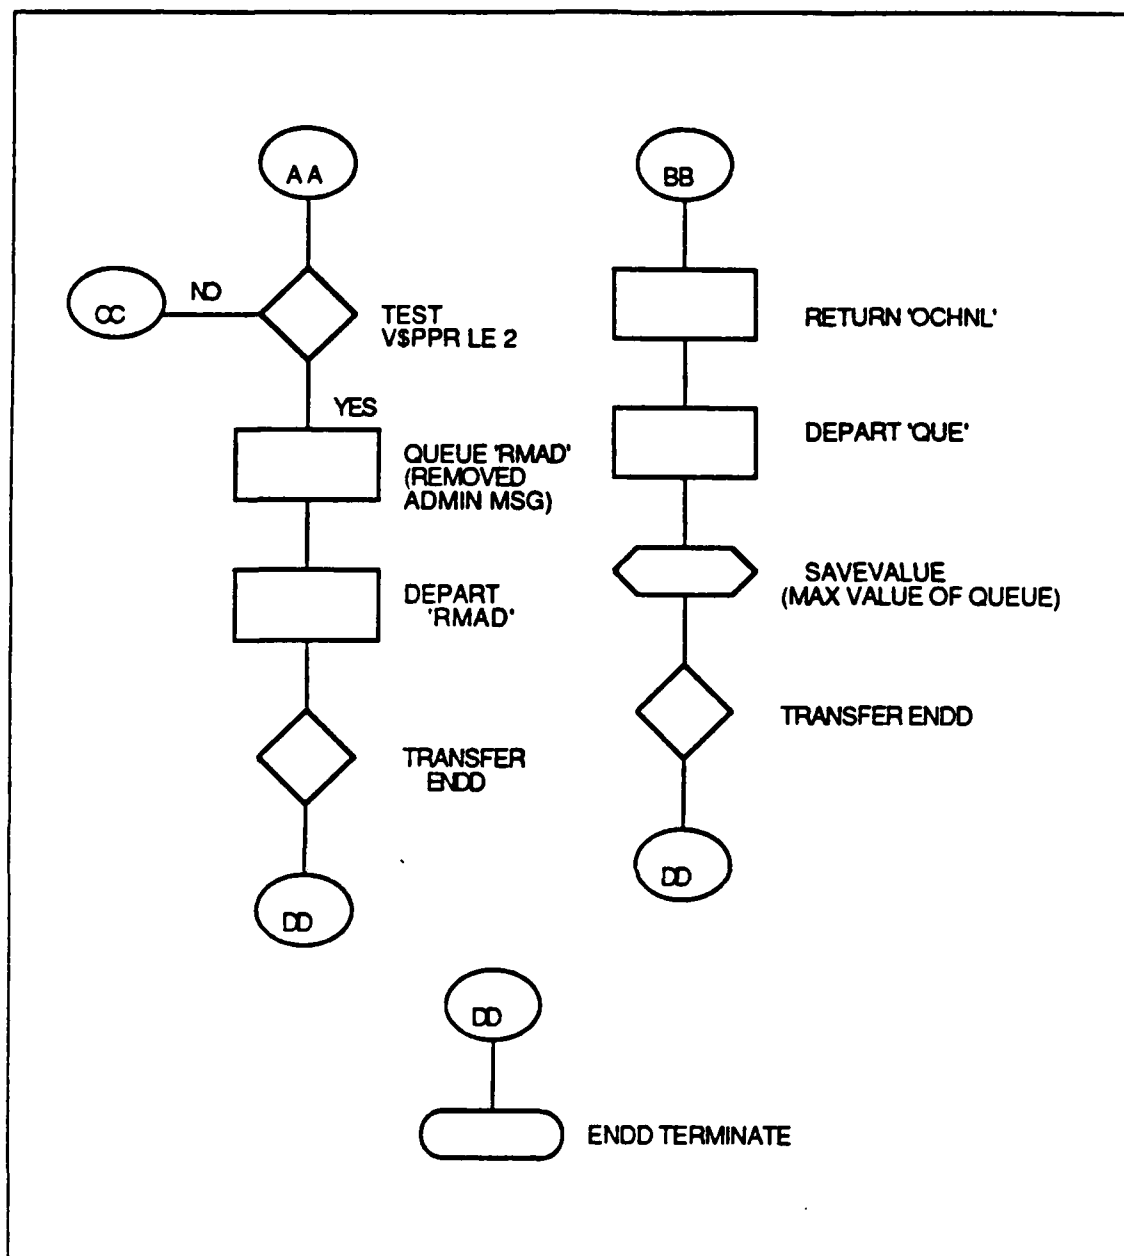 AA
CC
NO
TEST
V$PPR LE 2
YES
QUEUE 'RMAD'
(REMOVED
ADMIN MSG)
DEPART
'RMAD'
TRANSFER
ENDD
DD
BB
RETURN 'OCHNL'
DEPART 'QUE'
SAVEVALUE
(MAX VALUE OF QUEUE)
TRANSFER ENDD
DD
DD
ENDD TERMINATE